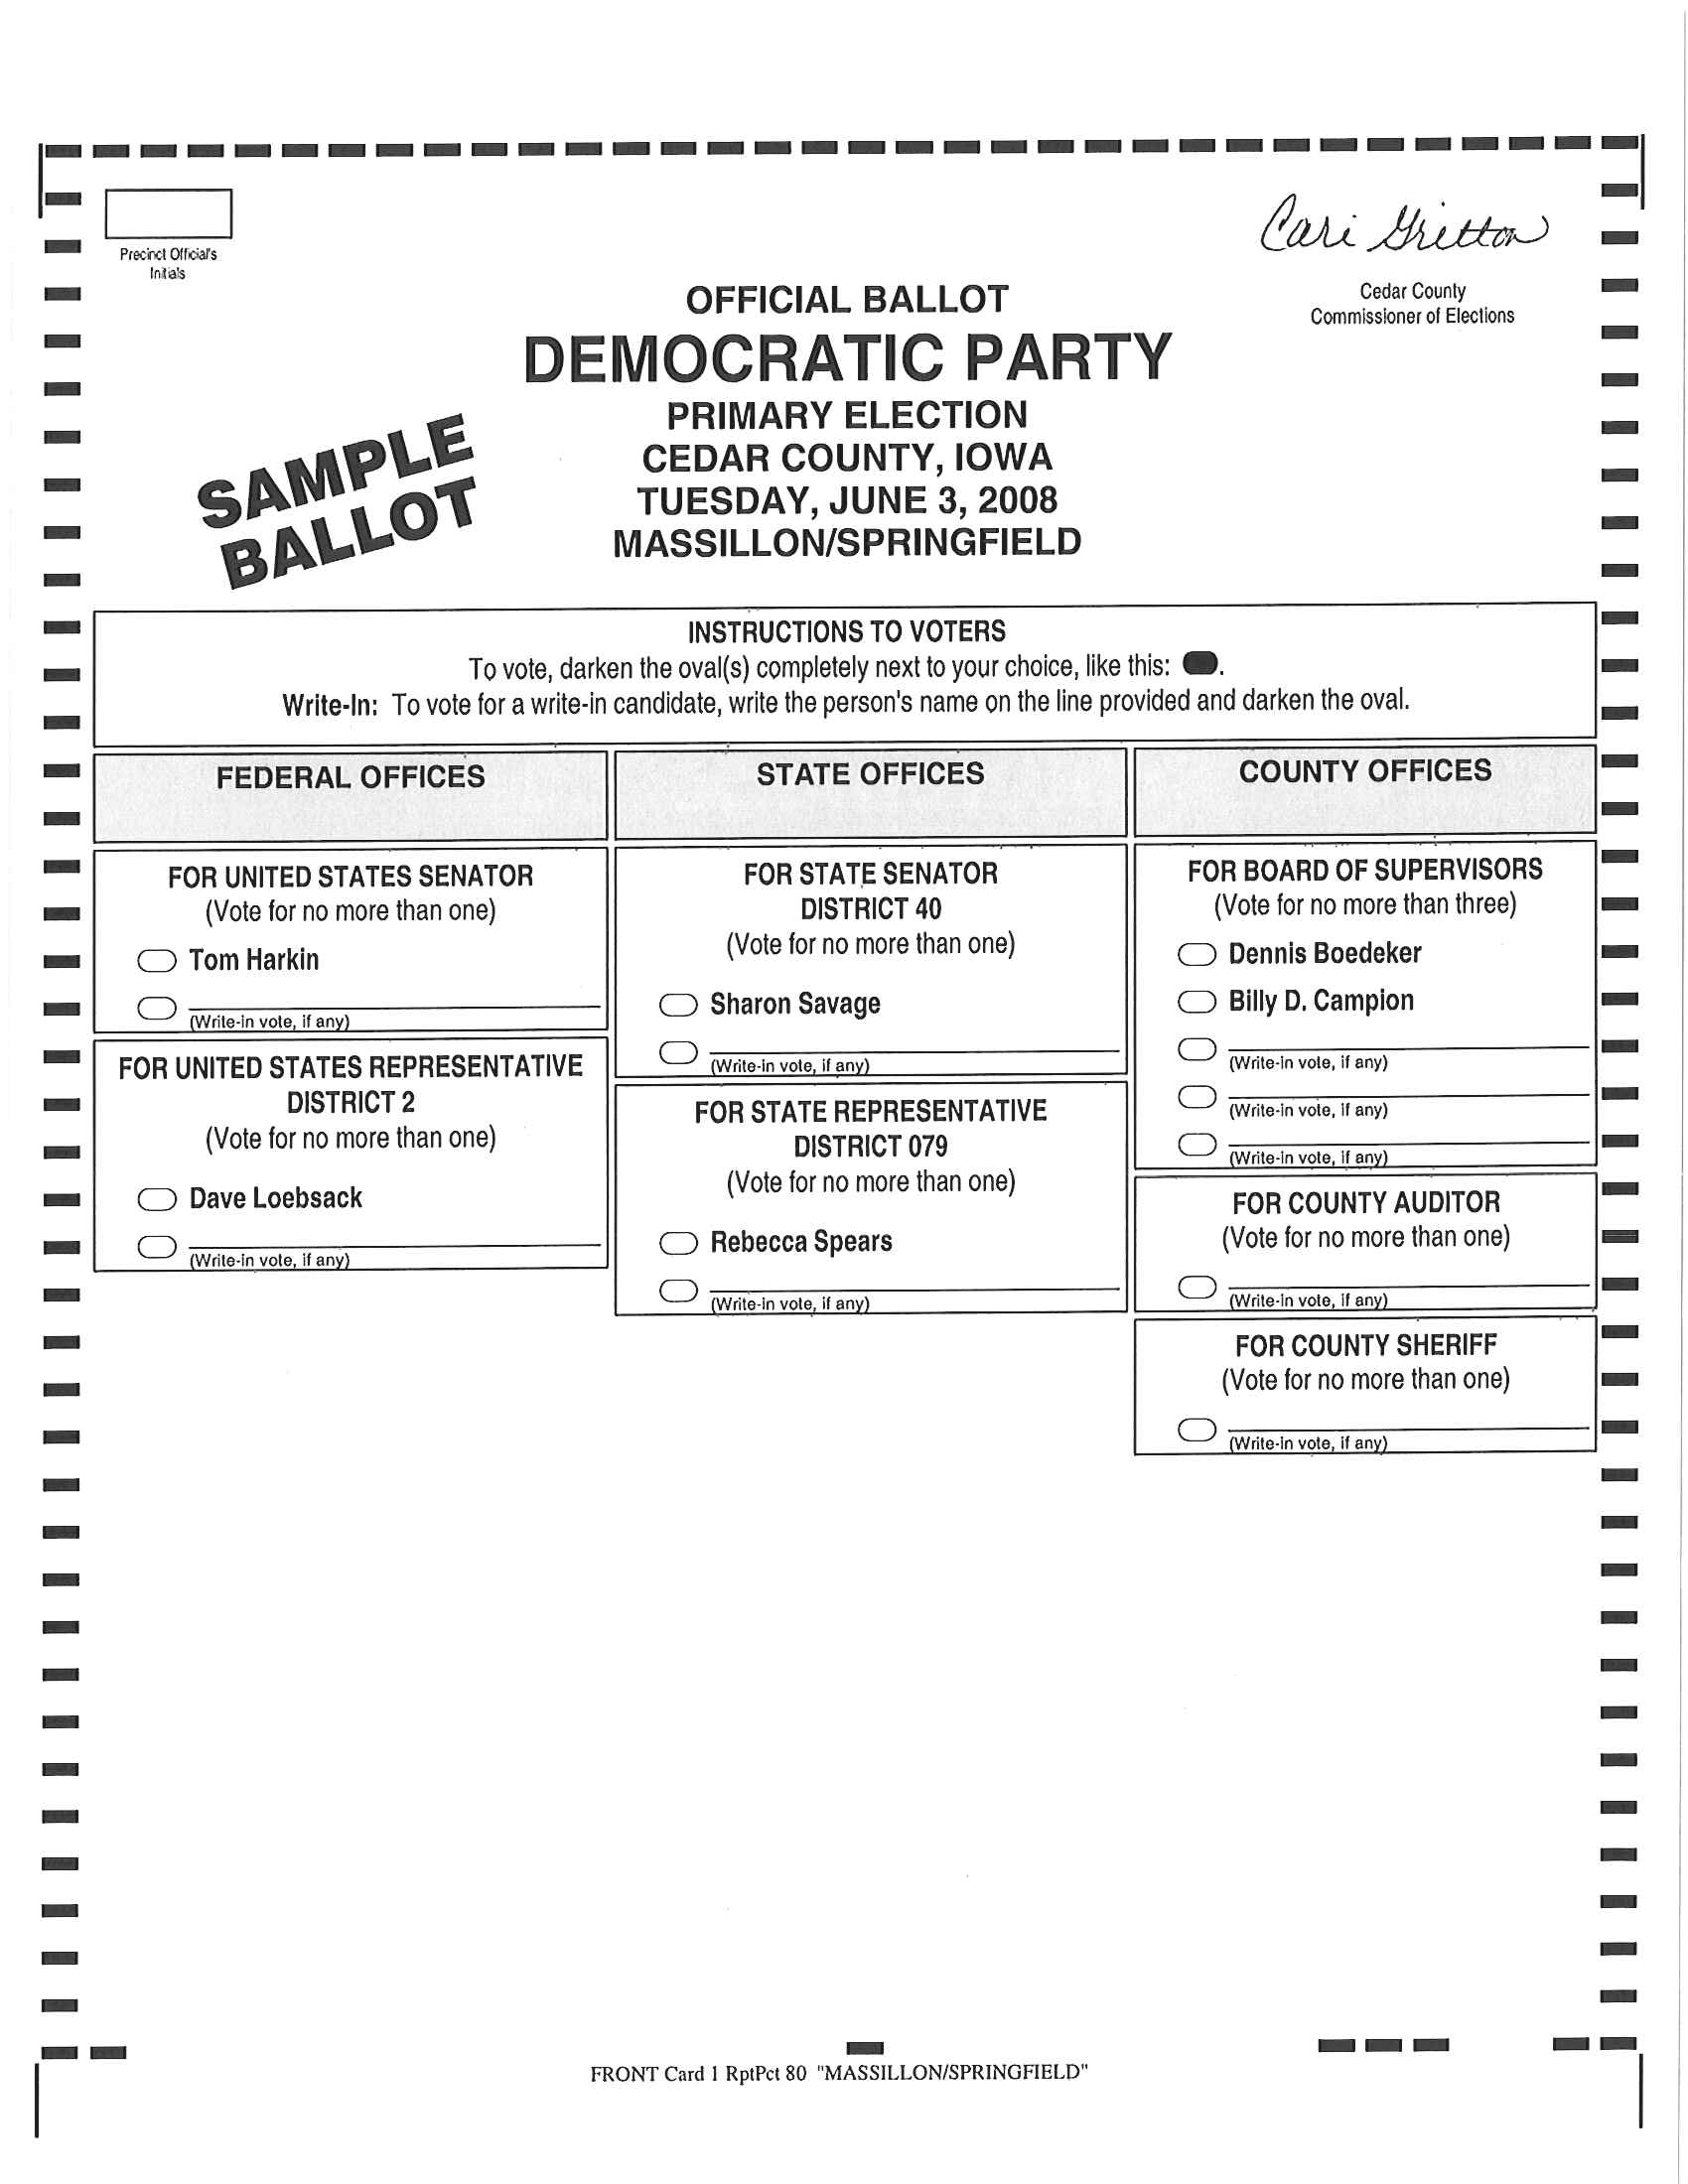 Precinct Official's
Initials
Cari Gritton
Cedar County
Commissioner of Elections
OFFICIAL BALLOT
DEMOCRATIC PARTY
PRIMARY ELECTION
CEDAR COUNTY, IOWA
TUESDAY, JUNE 3, 2008
MASSILLON/SPRINGFIELD
SAMPLE
BALLOT
INSTRUCTIONS TO VOTERS
To vote, darken the oval(s) completely next to your choice, like this: .
Write-In: To vote for a write-in candidate, write the person's name on the line provided and darken the oval.
FEDERAL OFFICES
FOR UNITED STATES SENATOR
(Vote for no more than one)
Tom Harkin
(Write-in vote, if any)
FOR UNITED STATES REPRESENTATIVE
DISTRICT 2
(Vote for no more than one)
Dave Loebsack
(Write-in vote, if any)
STATE OFFICES
FOR STATE SENATOR
DISTRICT 40
(Vote for no more than one)
Sharon Savage
(Write-in vote, if any)
FOR STATE REPRESENTATIVE
DISTRICT 079
(Vote for no more than one)
Rebecca Spears
(Write-in vote, if any)
COUNTY OFFICES
FOR BOARD OF SUPERVISORS
(Vote for no more than three)
Dennis Boedeker
Billy D. Campion
(Write-in vote, if any)
(Write-in vote, if any)
(Write-in vote, if any)
FOR COUNTY AUDITOR
(Vote for no more than one)
(Write-in vote, if any)
FOR COUNTY SHERIFF
(Vote for no more than one)
(Write-in vote, if any)
FRONT Card 1 RptPct 80 "MASSILLON/SPRINGFIELD"